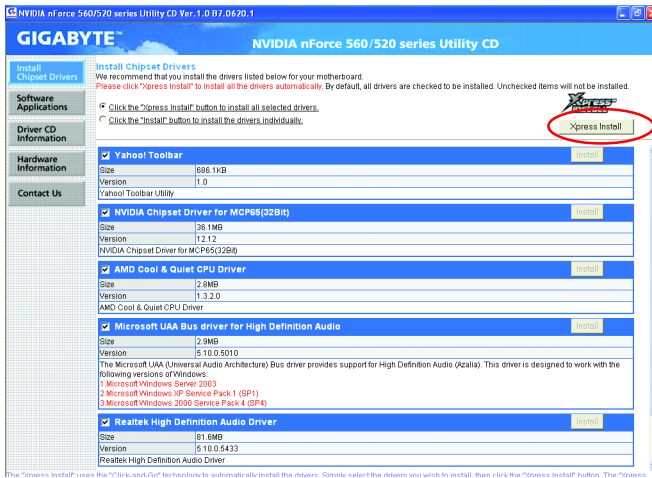 NVIDIA nForce 560/520 series Utility CD Ver.1.0 B7.0620.1
GIGABYTE™
NVIDIA nForce 560/520 series Utility CD
Install
Chipset Drivers
Software
Applications
Driver CD
Information
Hardware
Information
Contact Us
Install Chipset Drivers
We recommend that you install the drivers listed below for your motherboard.
Please click "Xpress Install" to install all the drivers automatically. By default, all drivers are checked to be installed. Unchecked items will not be installed.
Click the "Xpress Install" button to install all selected drivers.
Click the "Install" button to install the drivers individually.
Xpress
Install
Xpress Install
Yahoo! Toolbar
Install
Size 686.1KB
Version 1.0
Yahoo! Toolbar Utility
NVIDIA Chipset Driver for MCP65(32Bit)
Install
Size 36.1MB
Version 12.12
NVIDIA Chipset Driver for MCP65(32Bit)
AMD Cool & Quiet CPU Driver
Install
Size 2.8MB
Version 1.3.2.0
AMD Cool & Quiet CPU Driver
Microsoft UAA Bus driver for High Definition Audio
Install
Size 2.9MB
Version 5.10.0.5010
The Microsoft UAA (Universal Audio Architecture) Bus driver provides support for High Definition Audio (Azalia). This driver is designed to work with the
following versions of Windows:
1.Microsoft Windows Server 2003
2.Microsoft Windows XP Service Pack 1 (SP1)
3.Microsoft Windows 2000 Service Pack 4 (SP4)
Realtek High Definition Audio Driver
Install
Size 81.6MB
Version 5.10.0.5433
Realtek High Definition Audio Driver
The "Xpress Install" uses the "Click-and-Go" technology to automatically install the drivers. Simply select the drivers you wish to install, then click the "Xpress Install" button. The "Xpress